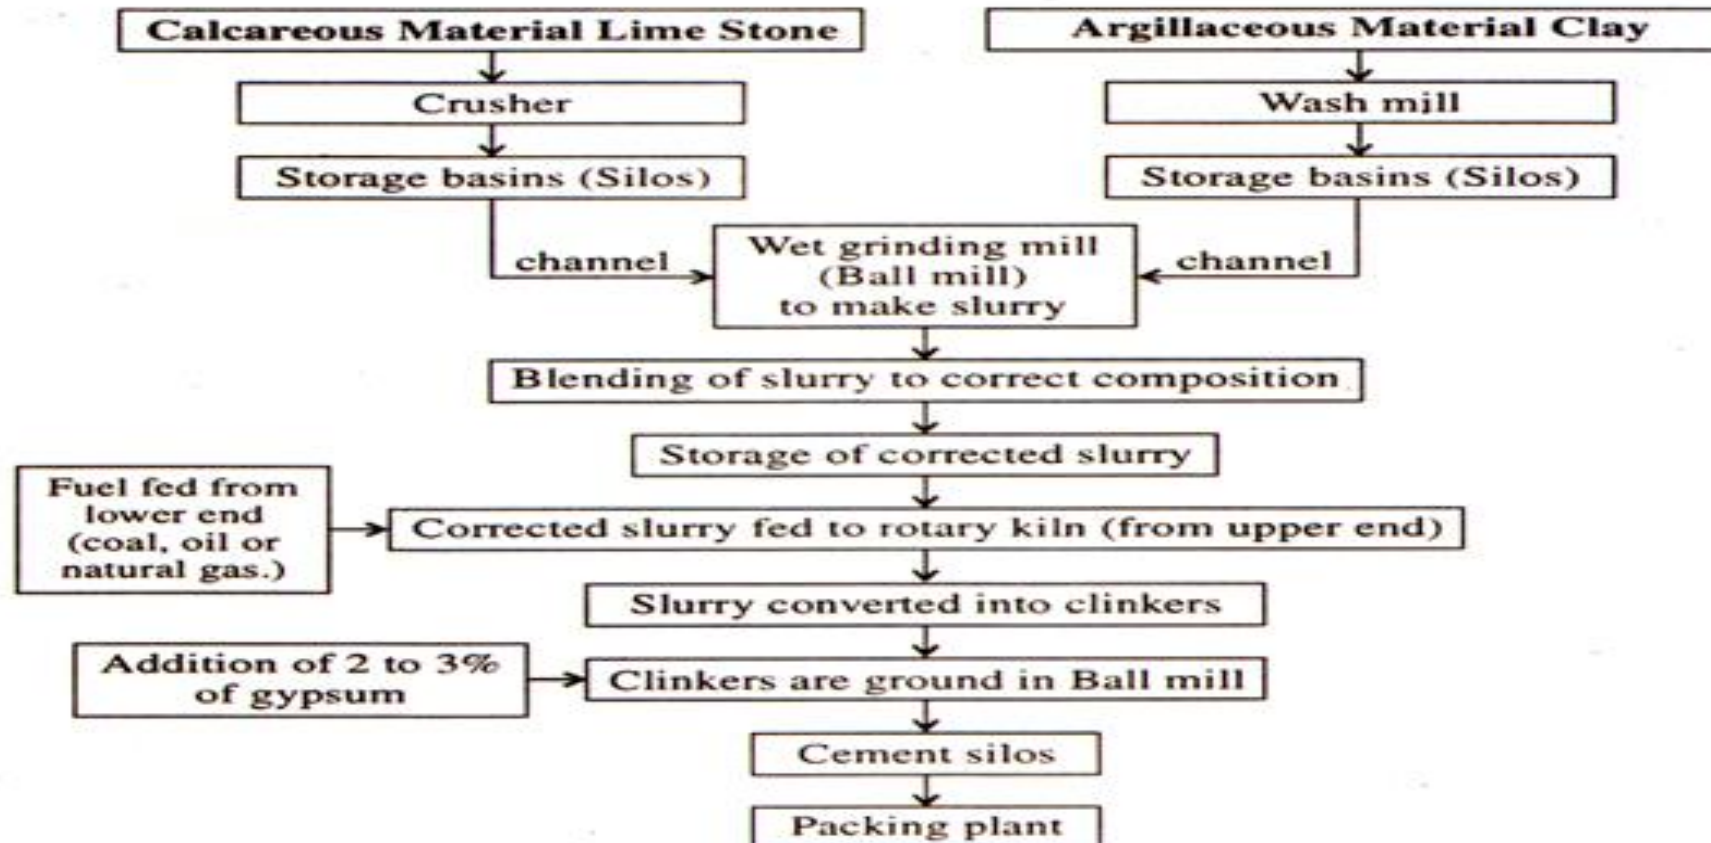 Calcareous Material Lime Stone
Argillaceous Material Clay
Crusher
Wash mill
Storage basins (Silos)
Storage basins (Silos)
channel
Wet grinding mill
(Ball mill)
to make slurry
channel
Blending of slurry to correct composition
Storage of corrected slurry
Fuel fed from
lower end
(coal, oil or
natural gas.)
Corrected slurry fed to rotary kiln (from upper end)
Slurry converted into clinkers
Addition of 2 to 3%
of gypsum
Clinkers are ground in Ball mill
Cement silos
Packing plant